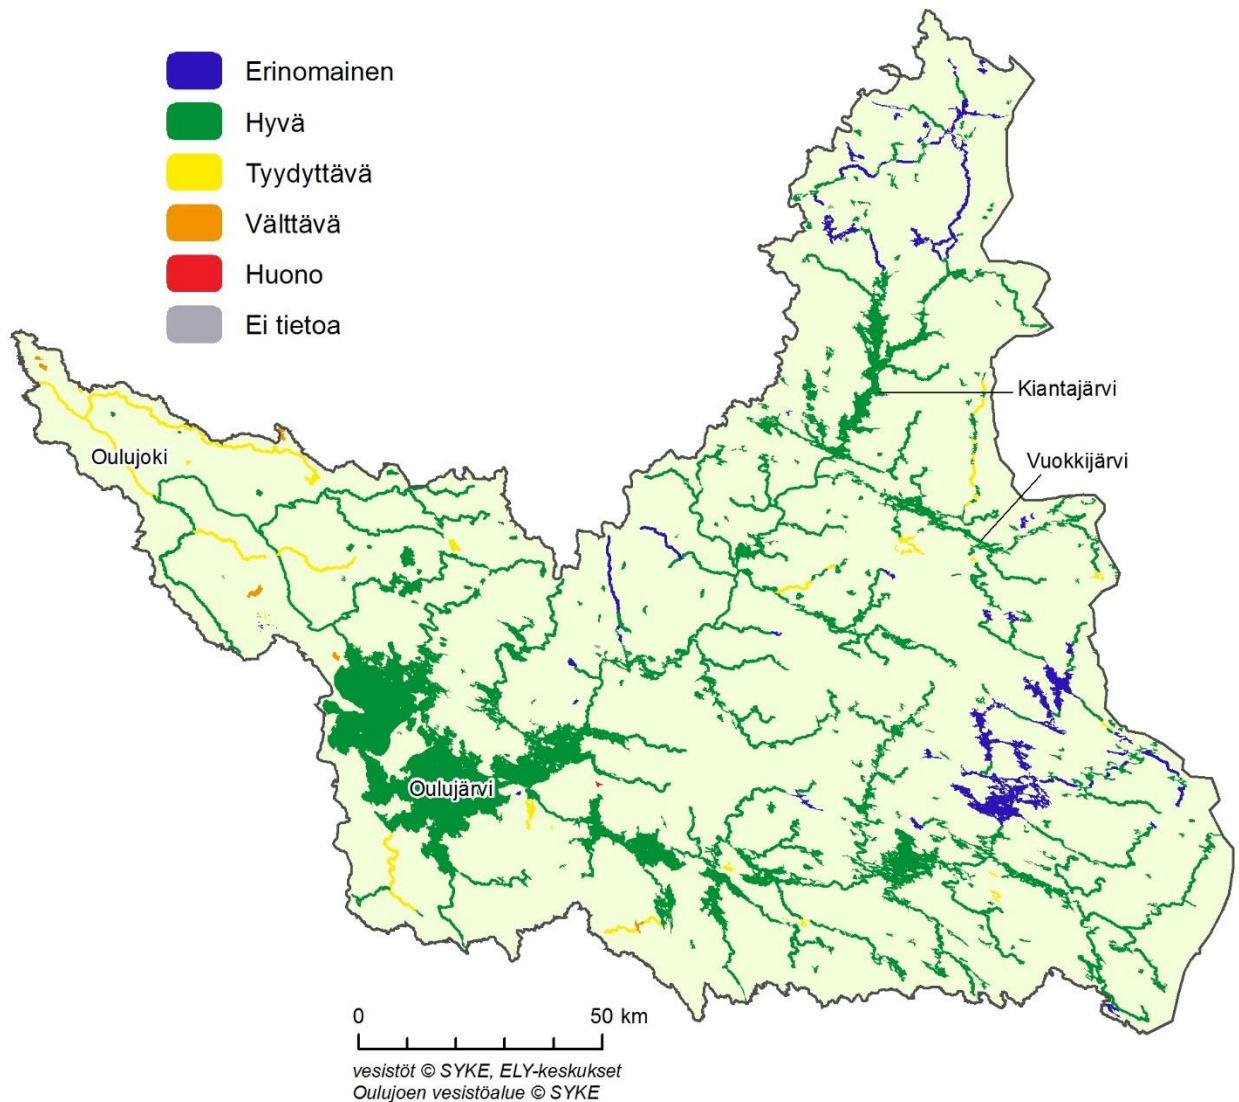 Erinomainen
Hyvä
Tyydyttävä
Välttävä
Huono
Ei tietoa
Kiantajärvi
Oulujoki
Vuokkijärvi
Oulujärvi
0 50 km
vesistöt © SYKE, ELY-keskukset
Oulujoen vesistöalue © SYKE